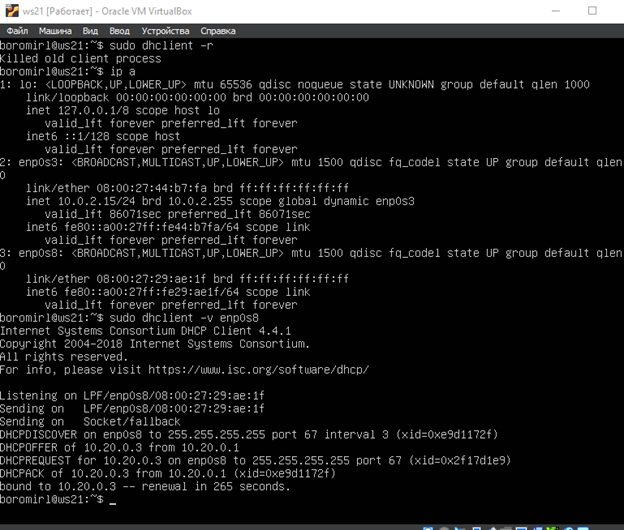 ws21 [Работает] - Oracle VM VirtualBox
Файл Машина Вид Ввод Устройства Справка
boromirl@ws21:~$ sudo dhclient -r
Killed old client process
boromirl@ws21:~$ ip a
1: lo: <LOOPBACK,UP,LOWER_UP> mtu 65536 qdisc noqueue state UNKNOWN group default qlen 1000
    link/loopback 00:00:00:00:00:00 brd 00:00:00:00:00:00
    inet 127.0.0.1/8 scope host lo
       valid_lft forever preferred_lft forever
    inet6 ::1/128 scope host
       valid_lft forever preferred_lft forever
2: enp0s3: <BROADCAST,MULTICAST,UP,LOWER_UP> mtu 1500 qdisc fq_codel state UP group default qlen
0
    link/ether 08:00:27:44:b7:fa brd ff:ff:ff:ff:ff:ff
    inet 10.0.2.15/24 brd 10.0.2.255 scope global dynamic enp0s3
       valid_lft 86071sec preferred_lft 86071sec
    inet6 fe80::a00:27ff:fe44:b7fa/64 scope link
       valid_lft forever preferred_lft forever
3: enp0s8: <BROADCAST,MULTICAST,UP,LOWER_UP> mtu 1500 qdisc fq_codel state UP group default qlen
0
    link/ether 08:00:27:29:ae:1f brd ff:ff:ff:ff:ff:ff
    inet6 fe80::a00:27ff:fe29:ae1f/64 scope link
       valid_lft forever preferred_lft forever
boromirl@ws21:~$ sudo dhclient -v enp0s8
Internet Systems Consortium DHCP Client 4.4.1
Copyright 2004-2018 Internet Systems Consortium.
All rights reserved.
For info, please visit https://www.isc.org/software/dhcp/
Listening on LPF/enp0s8/08:00:27:29:ae:1f
Sending on   LPF/enp0s8/08:00:27:29:ae:1f
Sending on   Socket/fallback
DHCPDISCOVER on enp0s8 to 255.255.255.255 port 67 interval 3 (xid=0xe9d1172f)
DHCPOFFER of 10.20.0.3 from 10.20.0.1
DHCPREQUEST for 10.20.0.3 on enp0s8 to 255.255.255.255 port 67 (xid=0x2f17d1e9)
DHCPACK of 10.20.0.3 from 10.20.0.1 (xid=0xe9d1172f)
bound to 10.20.0.3 -- renewal in 265 seconds.
boromirl@ws21:~$ _